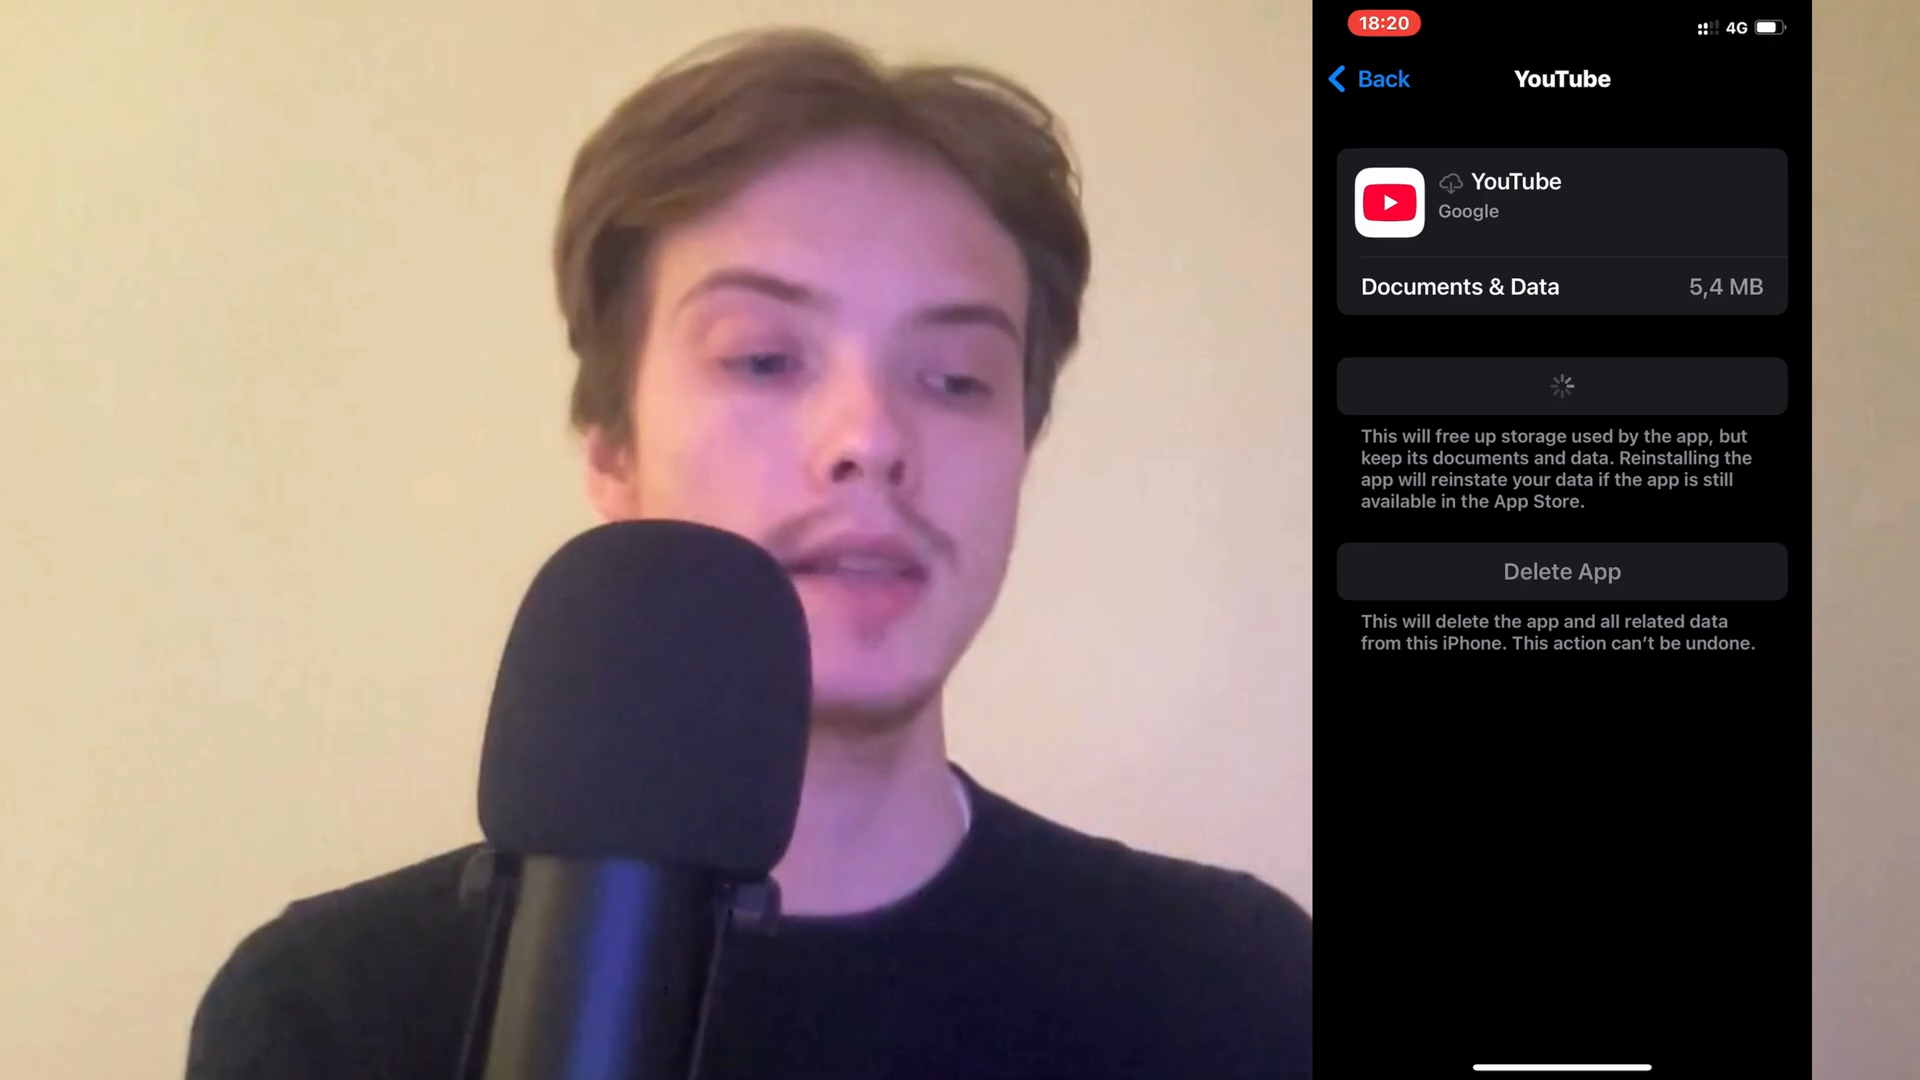 18:20
4G
Back
YouTube
YouTube
Google
Documents & Data
5,4 MB
This will free up storage used by the app, but
keep its documents and data. Reinstalling the
app will reinstate your data if the app is still
available in the App Store.
Delete App
This will delete the app and all related data
from this iPhone. This action can’t be undone.